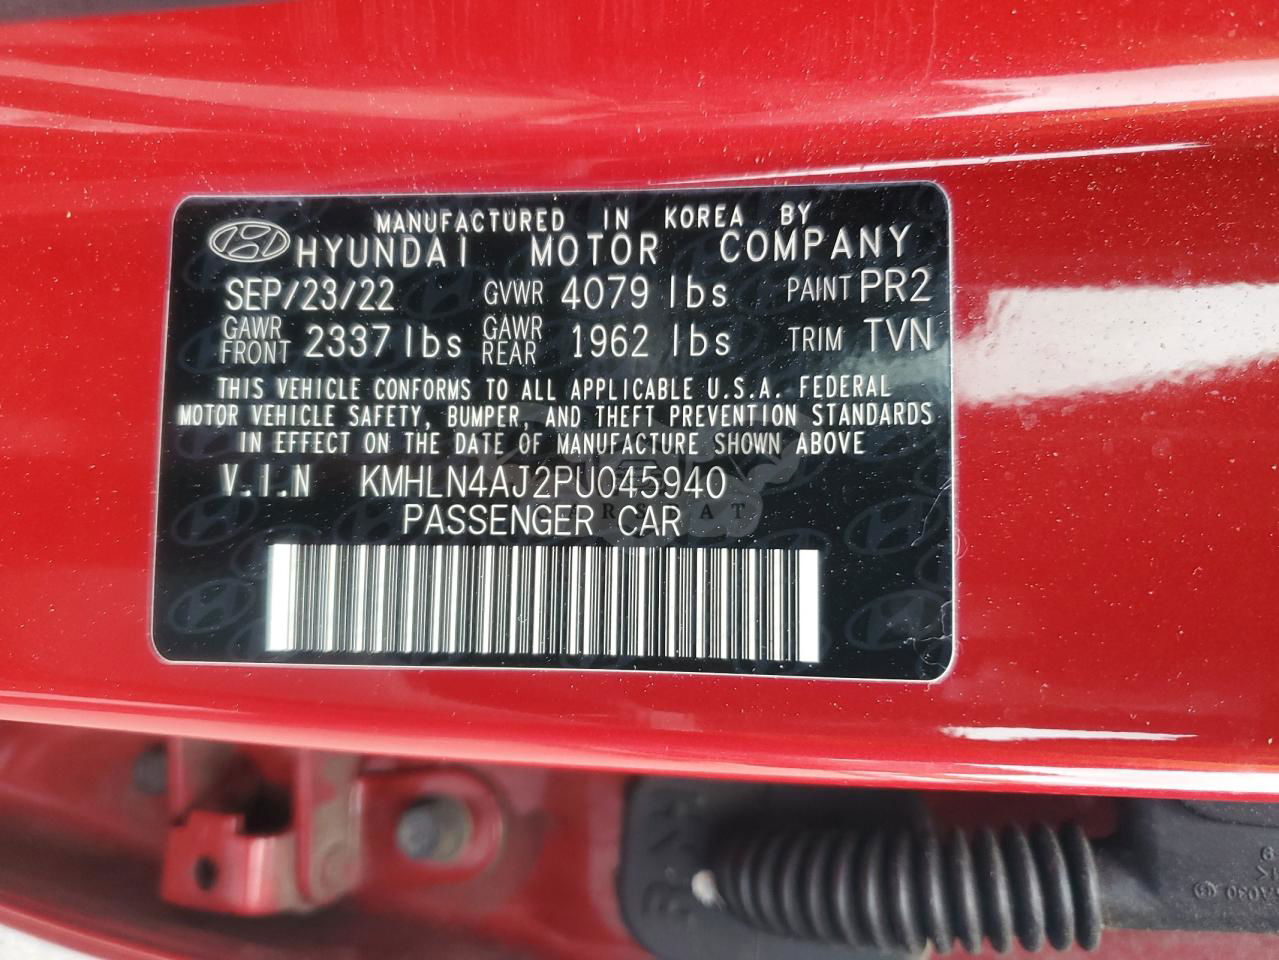 MANUFACTURED IN KOREA BY
HYUNDAI MOTOR COMPANY
SEP/23/22 GVWR 4079 lbs PAINT PR2
GAWR FRONT 2337 lbs GAWR REAR 1962 lbs TRIM TVN
THIS VEHICLE CONFORMS TO ALL APPLICABLE U.S.A. FEDERAL
MOTOR VEHICLE SAFETY, BUMPER, AND THEFT PREVENTION STANDARDS
IN EFFECT ON THE DATE OF MANUFACTURE SHOWN ABOVE
V.I.N KMHLN4AJ2PU045940
PASSENGER CAR